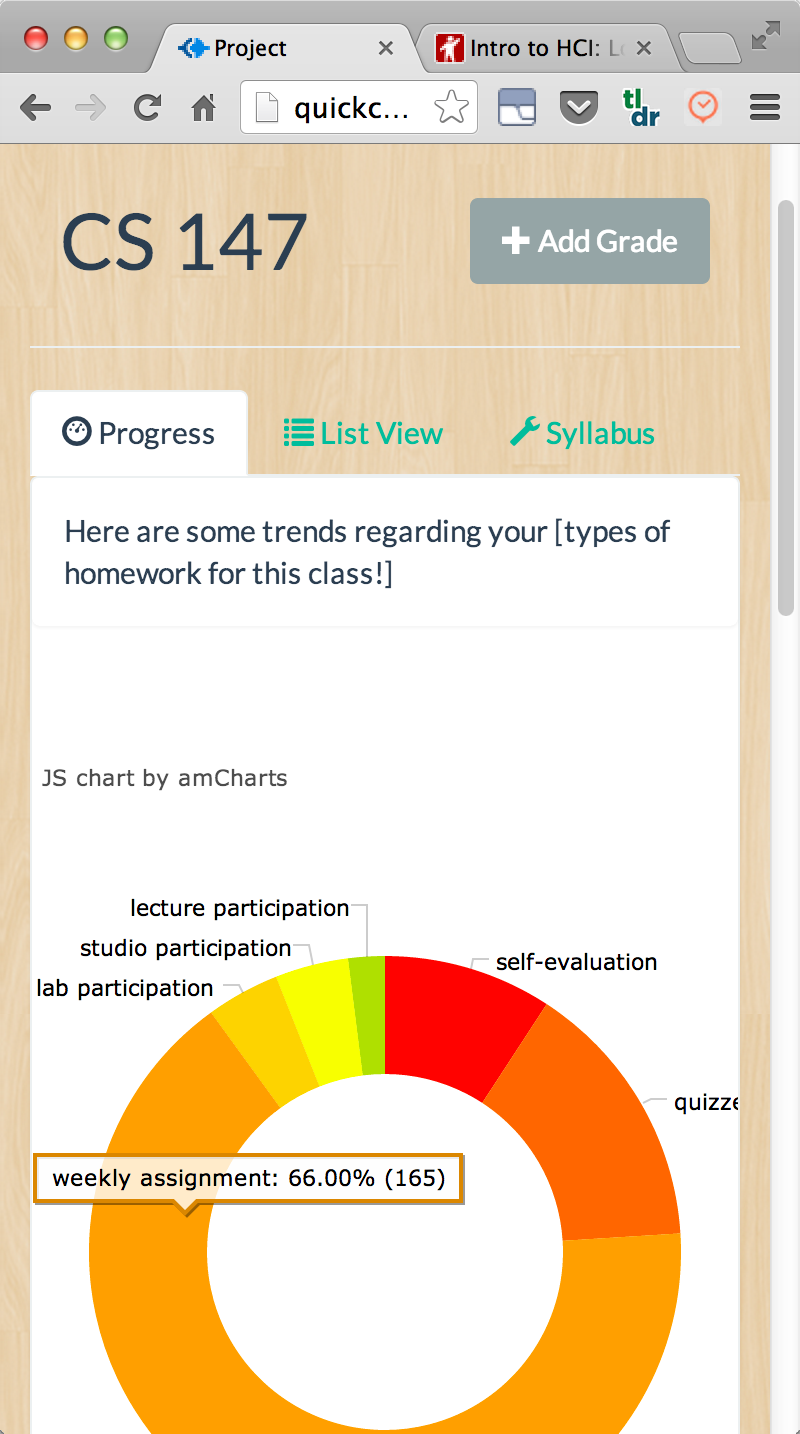 Project
Intro to HCI: Lo
quickc...
tl
dr
CS 147
Add Grade
Progress
List View
Syllabus
Here are some trends regarding your [types of
homework for this class!]
JS chart by amCharts
lecture participation
studio participation
self-evaluation
lab participation
quizze
weekly assignment: 66.00% (165)